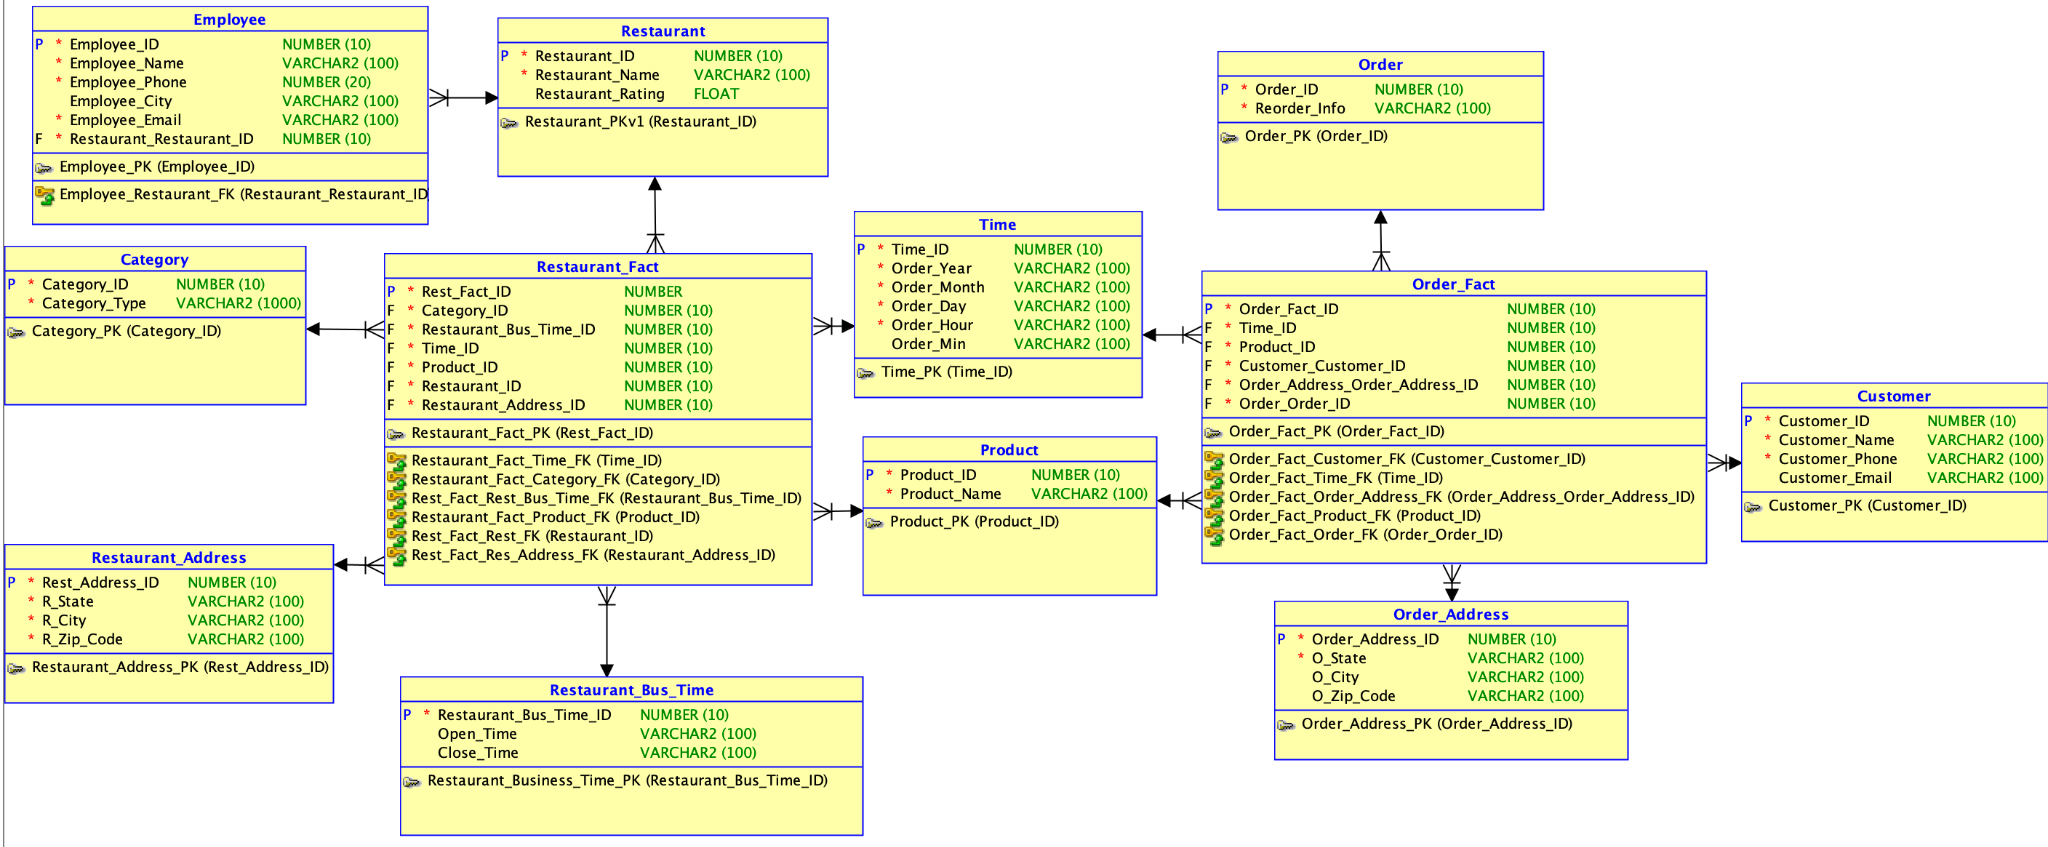 Employee
P * Employee_ID NUMBER (10)
* Employee_Name VARCHAR2 (100)
* Employee_Phone NUMBER (20)
Employee_City VARCHAR2 (100)
* Employee_Email VARCHAR2 (100)
F * Restaurant_Restaurant_ID NUMBER (10)
Employee_PK (Employee_ID)
Employee_Restaurant_FK (Restaurant_Restaurant_ID
Restaurant
P * Restaurant_ID NUMBER (10)
* Restaurant_Name VARCHAR2 (100)
Restaurant_Rating FLOAT
Restaurant_PKv1 (Restaurant_ID)
Order
P * Order_ID NUMBER (10)
* Reorder_Info VARCHAR2 (100)
Order_PK (Order_ID)
Category
P * Category_ID NUMBER (10)
* Category_Type VARCHAR2 (1000)
Category_PK (Category_ID)
Restaurant_Fact
P * Rest_Fact_ID NUMBER
F * Category_ID NUMBER (10)
F * Restaurant_Bus_Time_ID NUMBER (10)
F * Time_ID NUMBER (10)
F * Product_ID NUMBER (10)
F * Restaurant_ID NUMBER (10)
F * Restaurant_Address_ID NUMBER (10)
Restaurant_Fact_PK (Rest_Fact_ID)
Restaurant_Fact_Time_FK (Time_ID)
Restaurant_Fact_Category_FK (Category_ID)
Rest_Fact_Rest_Bus_Time_FK (Restaurant_Bus_Time_ID)
Restaurant_Fact_Product_FK (Product_ID)
Rest_Fact_Rest_FK (Restaurant_ID)
Rest_Fact_Res_Address_FK (Restaurant_Address_ID)
Time
P * Time_ID NUMBER (10)
* Order_Year VARCHAR2 (100)
* Order_Month VARCHAR2 (100)
* Order_Day VARCHAR2 (100)
* Order_Hour VARCHAR2 (100)
Order_Min VARCHAR2 (100)
Time_PK (Time_ID)
Order_Fact
P * Order_Fact_ID NUMBER (10)
F * Time_ID NUMBER (10)
F * Product_ID NUMBER (10)
F * Customer_Customer_ID NUMBER (10)
F * Order_Address_Order_Address_ID NUMBER (10)
F * Order_Order_ID NUMBER (10)
Order_Fact_PK (Order_Fact_ID)
Order_Fact_Customer_FK (Customer_Customer_ID)
Order_Fact_Time_FK (Time_ID)
Order_Fact_Order_Address_FK (Order_Address_Order_Address_ID)
Order_Fact_Product_FK (Product_ID)
Order_Fact_Order_FK (Order_Order_ID)
Customer
P * Customer_ID NUMBER (10)
* Customer_Name VARCHAR2 (100)
* Customer_Phone VARCHAR2 (100)
Customer_Email VARCHAR2 (100)
Customer_PK (Customer_ID)
Product
P * Product_ID NUMBER (10)
* Product_Name VARCHAR2 (100)
Product_PK (Product_ID)
Restaurant_Address
P * Rest_Address_ID NUMBER (10)
* R_State VARCHAR2 (100)
* R_City VARCHAR2 (100)
* R_Zip_Code VARCHAR2 (100)
Restaurant_Address_PK (Rest_Address_ID)
Restaurant_Bus_Time
P * Restaurant_Bus_Time_ID NUMBER (10)
Open_Time VARCHAR2 (100)
Close_Time VARCHAR2 (100)
Restaurant_Business_Time_PK (Restaurant_Bus_Time_ID)
Order_Address
P * Order_Address_ID NUMBER (10)
* O_State VARCHAR2 (100)
O_City VARCHAR2 (100)
O_Zip_Code VARCHAR2 (100)
Order_Address_PK (Order_Address_ID)